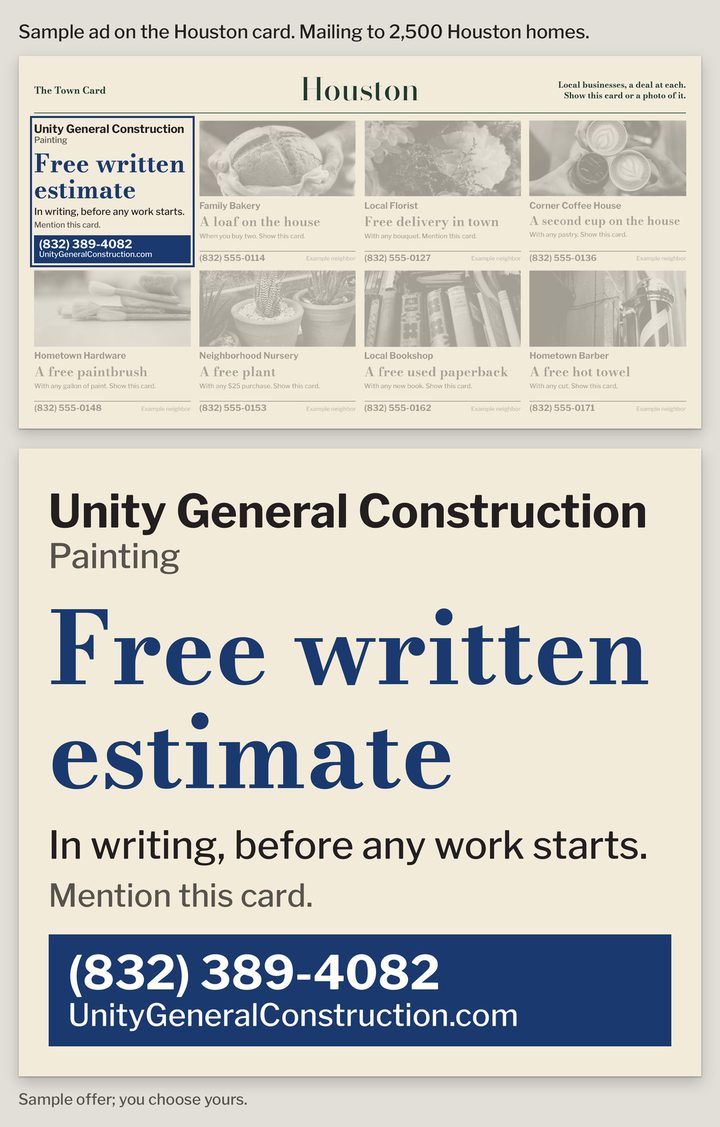 Sample ad on the Houston card. Mailing to 2,500 Houston homes.
The Town Card
Houston
Local businesses, a deal at each.
Show this card or a photo of it.
Unity General Construction
Painting
Free written
estimate
In writing, before any work starts.
Mention this card.
(832) 389-4082
UnityGeneralConstruction.com
Family Bakery
A loaf on the house
When you buy two. Show this card.
(832) 555-0114
Example neighbor
Local Florist
Free delivery in town
With any bouquet. Mention this card.
(832) 555-0127
Example neighbor
Corner Coffee House
A second cup on the house
With any pastry. Show this card.
(832) 555-0136
Example neighbor
Hometown Hardware
A free paintbrush
With any gallon of paint. Show this card.
(832) 555-0148
Example neighbor
Neighborhood Nursery
A free plant
With any $25 purchase. Show this card.
(832) 555-0153
Example neighbor
Local Bookshop
A free used paperback
With any new book. Show this card.
(832) 555-0162
Example neighbor
Hometown Barber
A free hot towel
With any cut. Show this card.
(832) 555-0171
Example neighbor
Unity General Construction
Painting
Free written
estimate
In writing, before any work starts.
Mention this card.
(832) 389-4082
UnityGeneralConstruction.com
Sample offer; you choose yours.